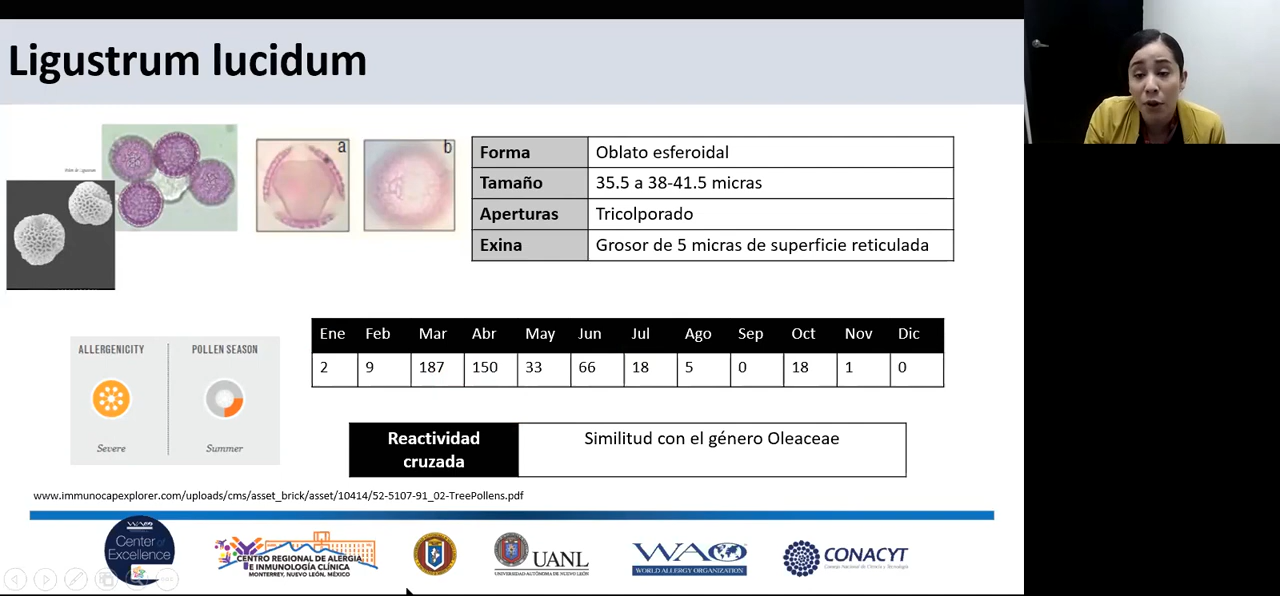 Ligustrum lucidum
a
b
Forma Oblato esferoidal
Tamaño 35.5 a 38-41.5 micras
Aperturas Tricolporado
Exina Grosor de 5 micras de superficie reticulada
Ene Feb Mar Abr May Jun Jul Ago Sep Oct Nov Dic
2 9 187 150 33 66 18 5 0 18 1 0
ALLERGENICITY POLLEN SEASON
Severe Summer
Reactividad
cruzada
Similitud con el género Oleaceae
www.immunocapexplorer.com/uploads/cms/asset_brick/asset/10414/52-5107-91_02-TreePollens.pdf
WAO
Center of
Excellence
CENTRO REGIONAL DE ALERGIA
E INMUNOLOGÍA CLÍNICA
MONTERREY, NUEVO LEÓN, MÉXICO
UANL
UNIVERSIDAD AUTÓNOMA DE NUEVO LEÓN
WAO
WORLD ALLERGY ORGANIZATION
CONACYT
Consejo Nacional de Ciencia y Tecnología